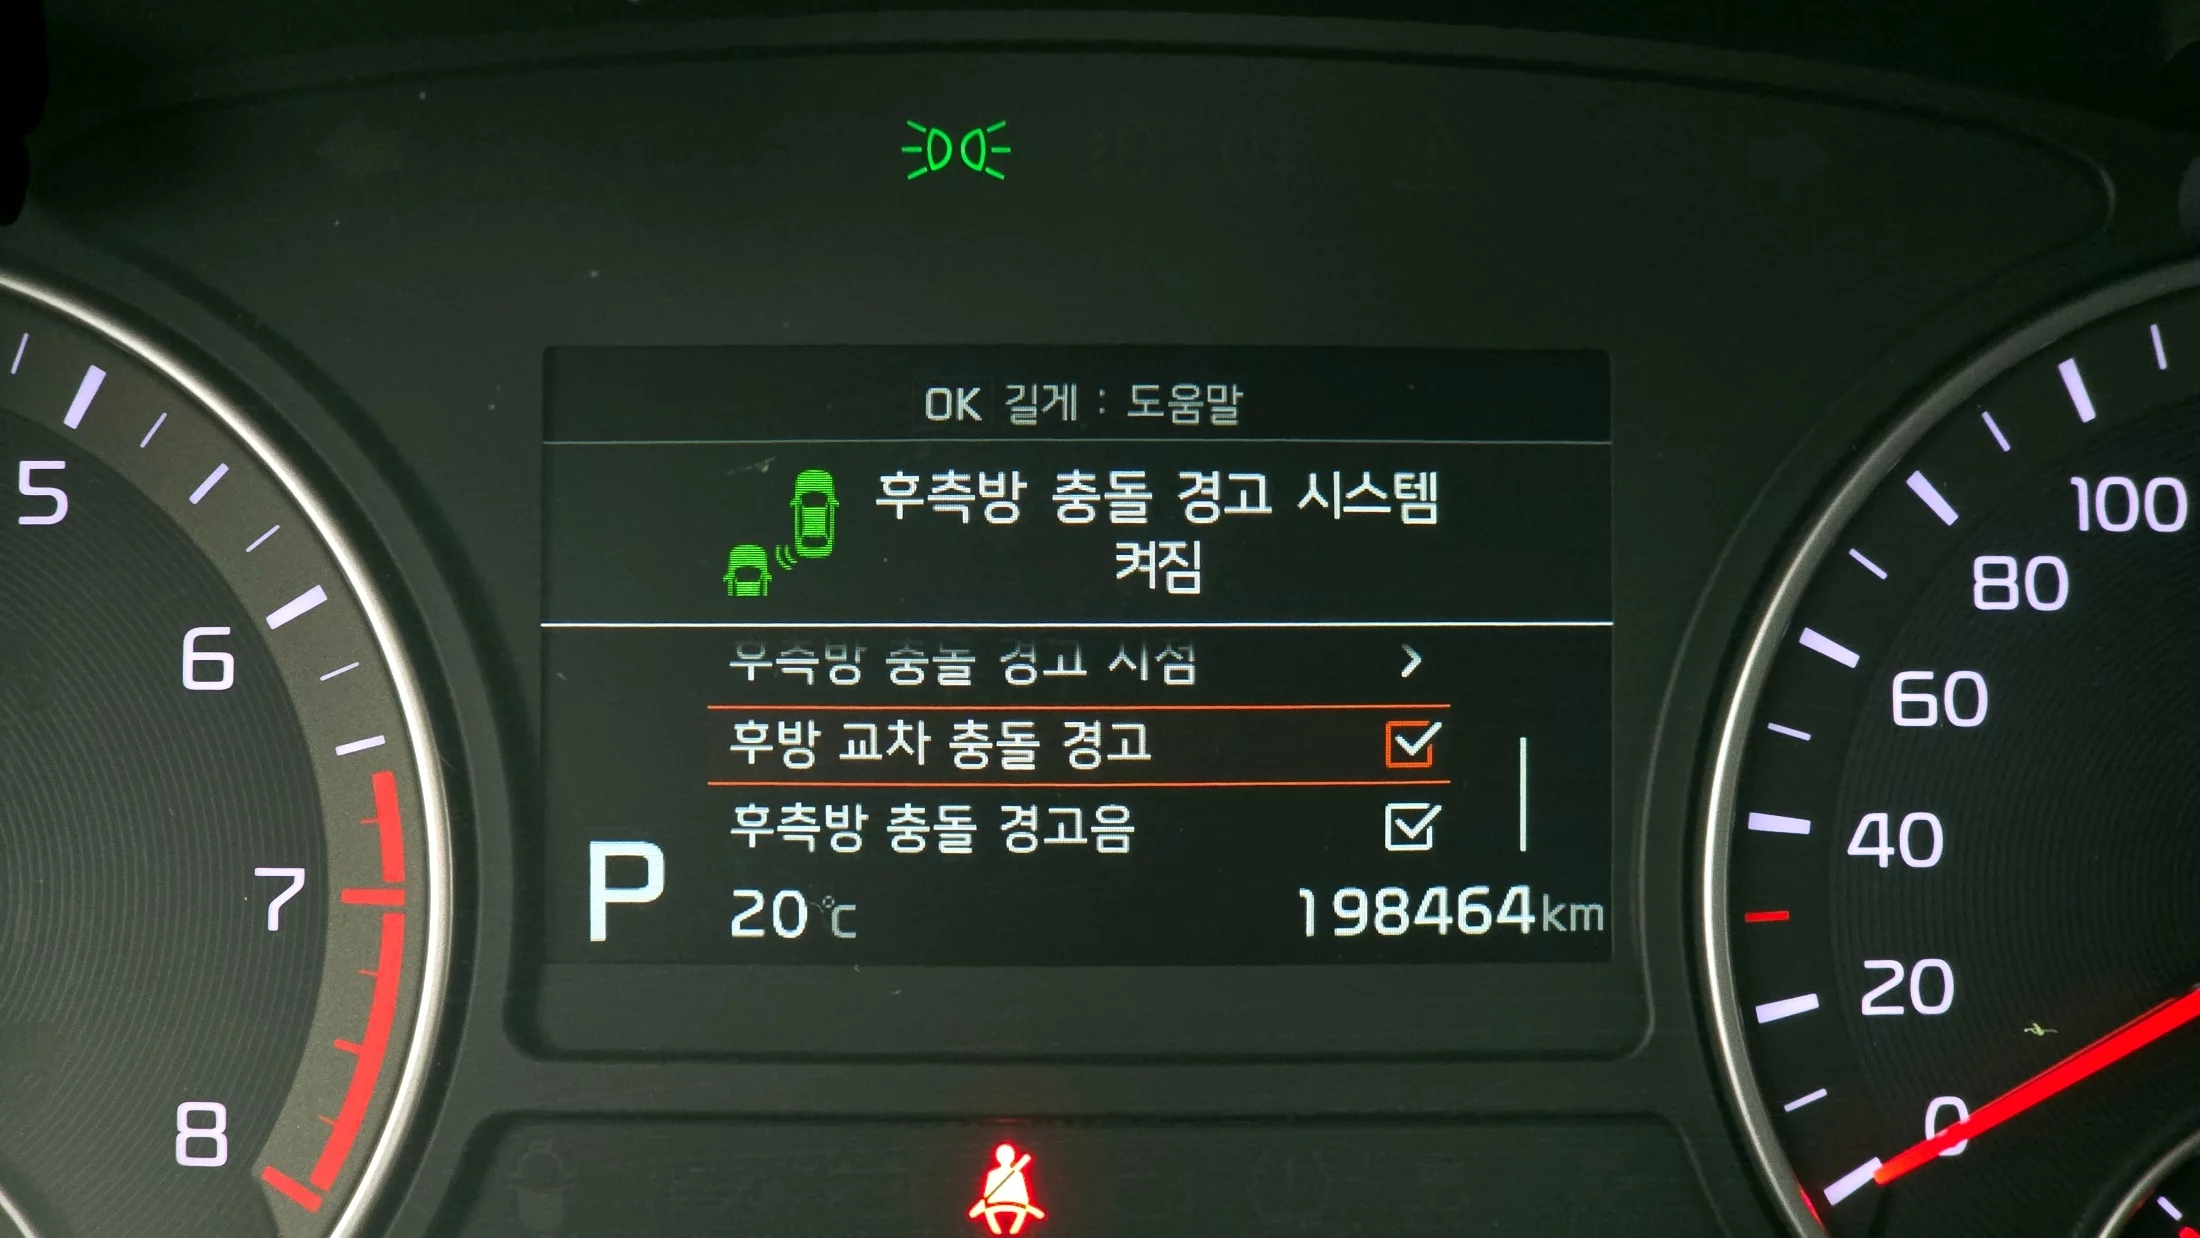 OK 길게 : 도움말
후측방 충돌 경고 시스템
켜짐
후측방 충돌 경고 시점
후방 교차 충돌 경고
후측방 충돌 경고음
P
20 °C
198464 km
5
6
7
8
100
80
60
40
20
0